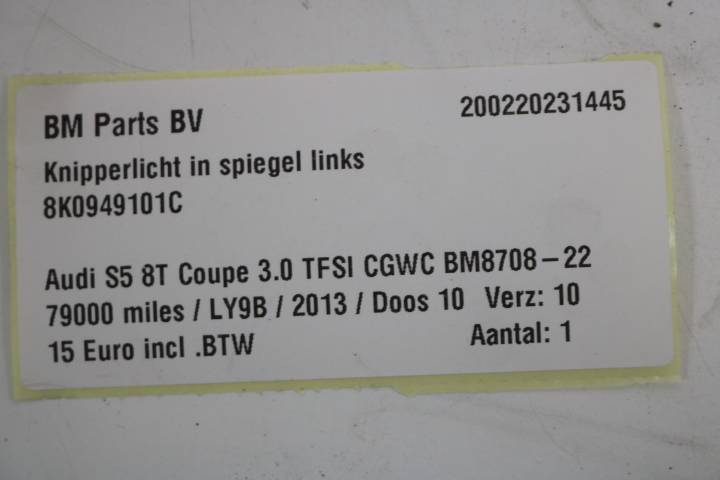 BM Parts BV 200220231445
Knipperlicht in spiegel links
8K0949101C
Audi S5 8T Coupe 3.0 TFSI CGWC BM8708-22
79000 miles / LY9B / 2013 / Doos 10 Verz: 10
15 Euro incl .BTW Aantal: 1